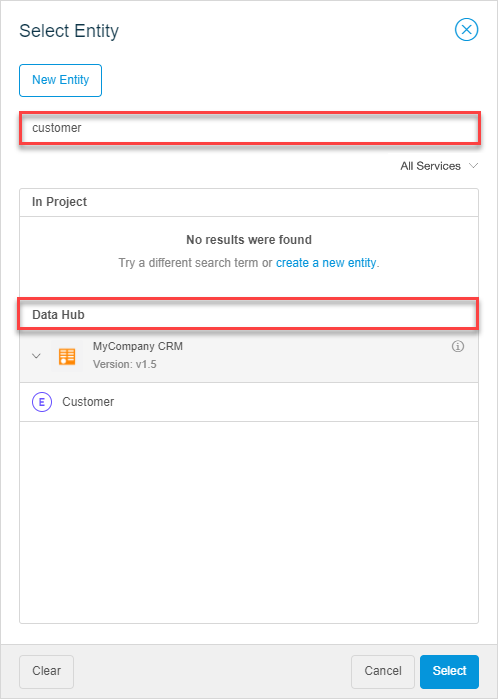 Select Entity
New Entity
customer
All Services
In Project
No results were found
Try a different search term or create a new entity.
Data Hub
MyCompany CRM
Version: v1.5
E Customer
Clear Cancel Select